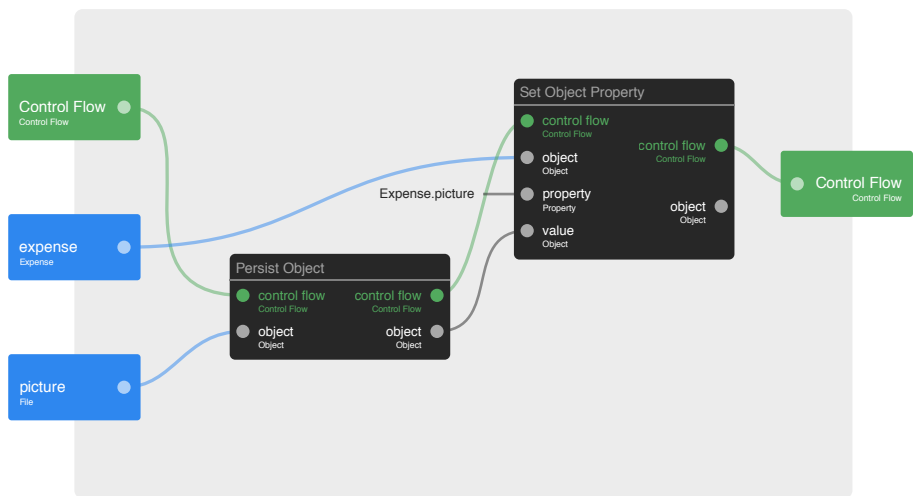 Control Flow
Control Flow
expense
Expense
picture
File
Persist Object
control flow
Control Flow
control flow
Control Flow
object
Object
object
Object
Expense.picture
Set Object Property
control flow
Control Flow
object
Object
property
Property
value
Object
control flow
Control Flow
object
Object
Control Flow
Control Flow